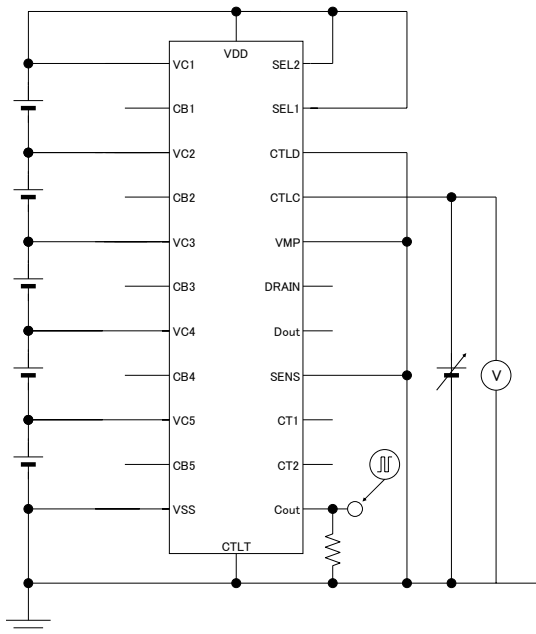 VDD
VC1
SEL2
CB1
SEL1
VC2
CTLD
CB2
CTLC
VC3
VMP
CB3
DRAIN
VC4
Dout
CB4
SENS
V
VC5
CT1
CB5
CT2
VSS
Cout
CTLT